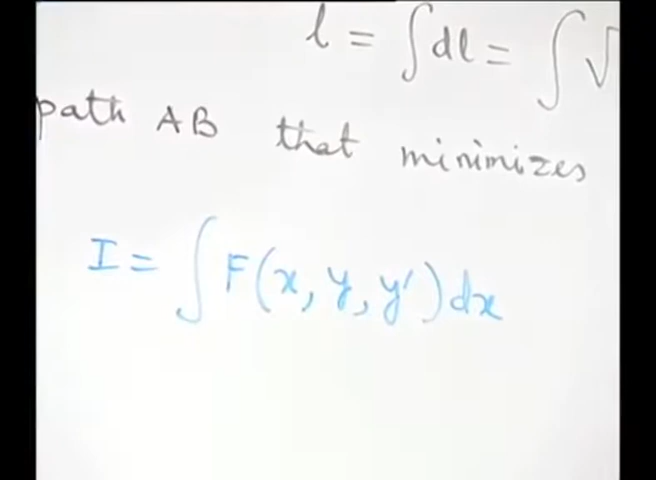 l = ∫dl = ∫√
path AB that minimizes
I = ∫F(x, y, y')dx